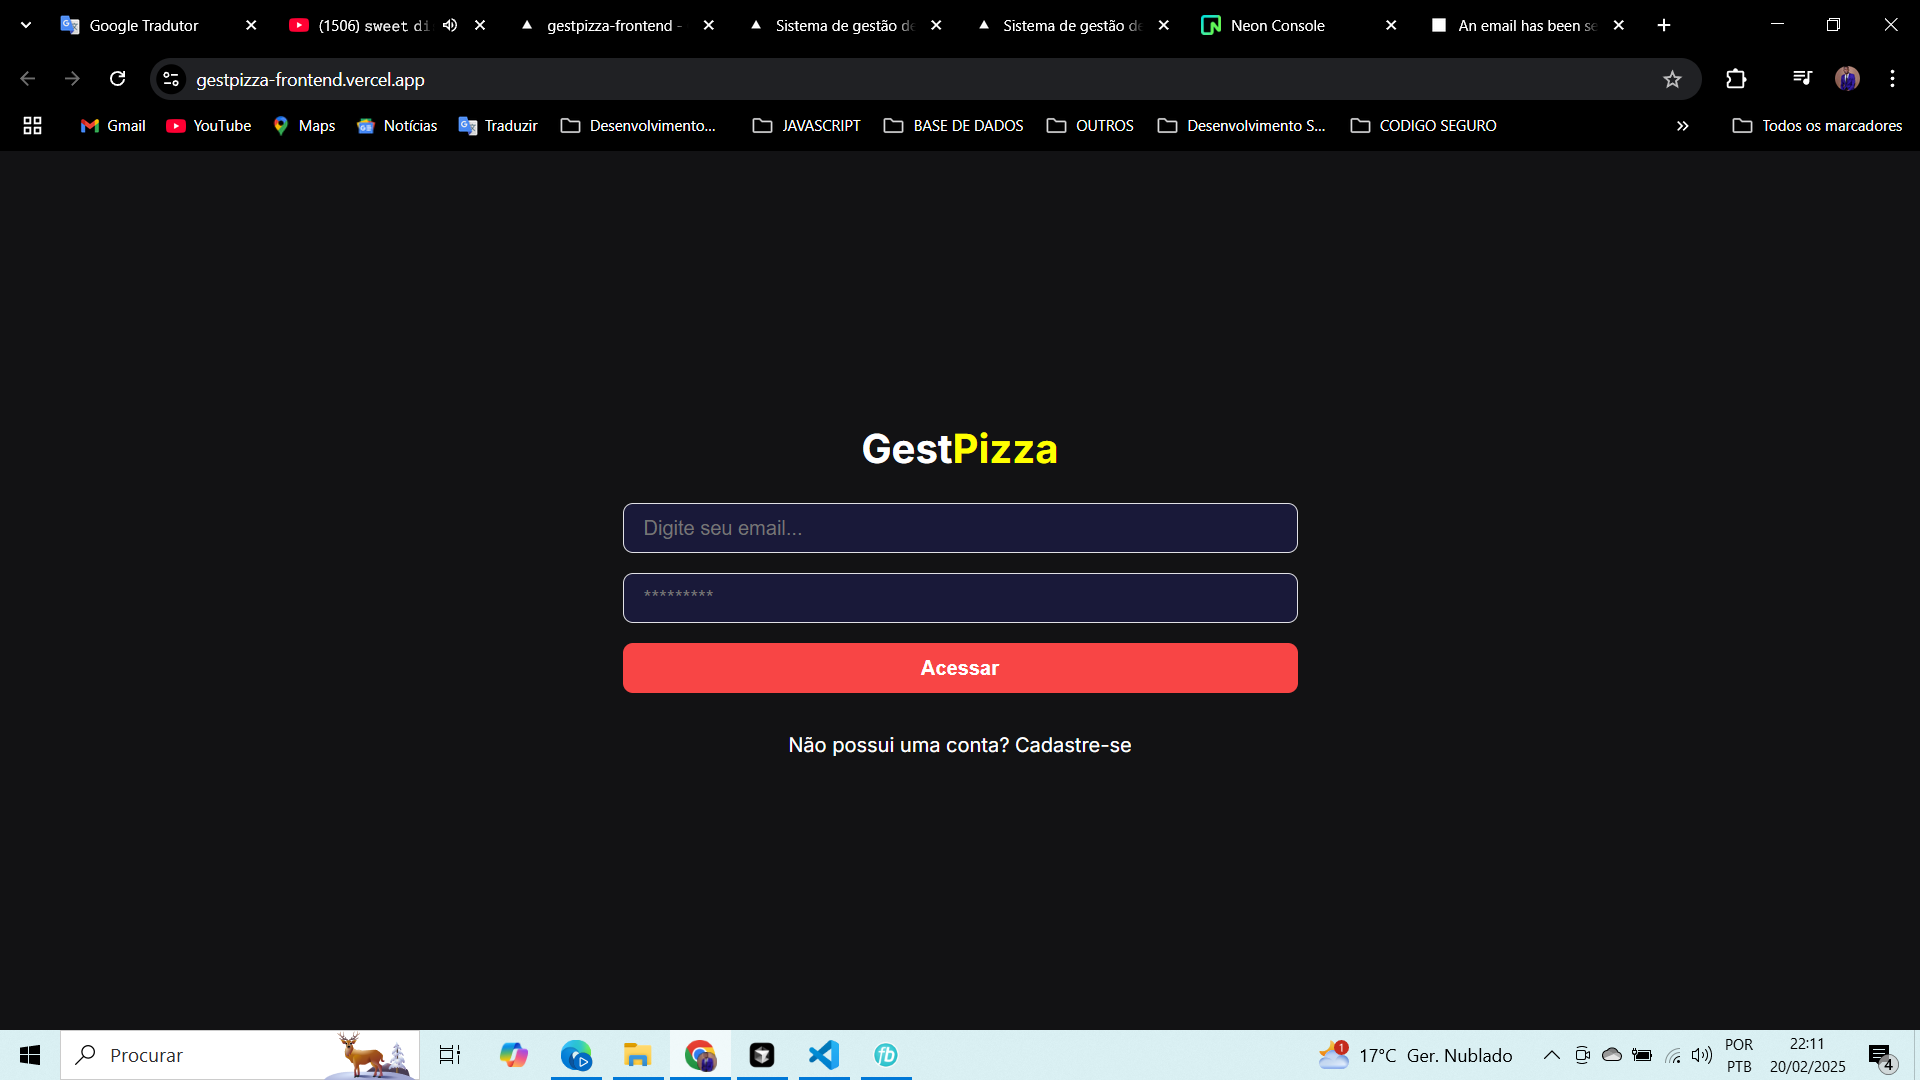 Google Tradutor
(1506) sweet di
gestpizza-frontend -
Sistema de gestão de
Sistema de gestão de
Neon Console
An email has been se
gestpizza-frontend.vercel.app
Gmail
YouTube
Maps
Notícias
Traduzir
Desenvolvimento...
JAVASCRIPT
BASE DE DADOS
OUTROS
Desenvolvimento S...
CODIGO SEGURO
Todos os marcadores
GestPizza
Digite seu email...
*********
Acessar
Não possui uma conta? Cadastre-se
Procurar
fb
1
17°C Ger. Nublado
POR
PTB
22:11
20/02/2025
4